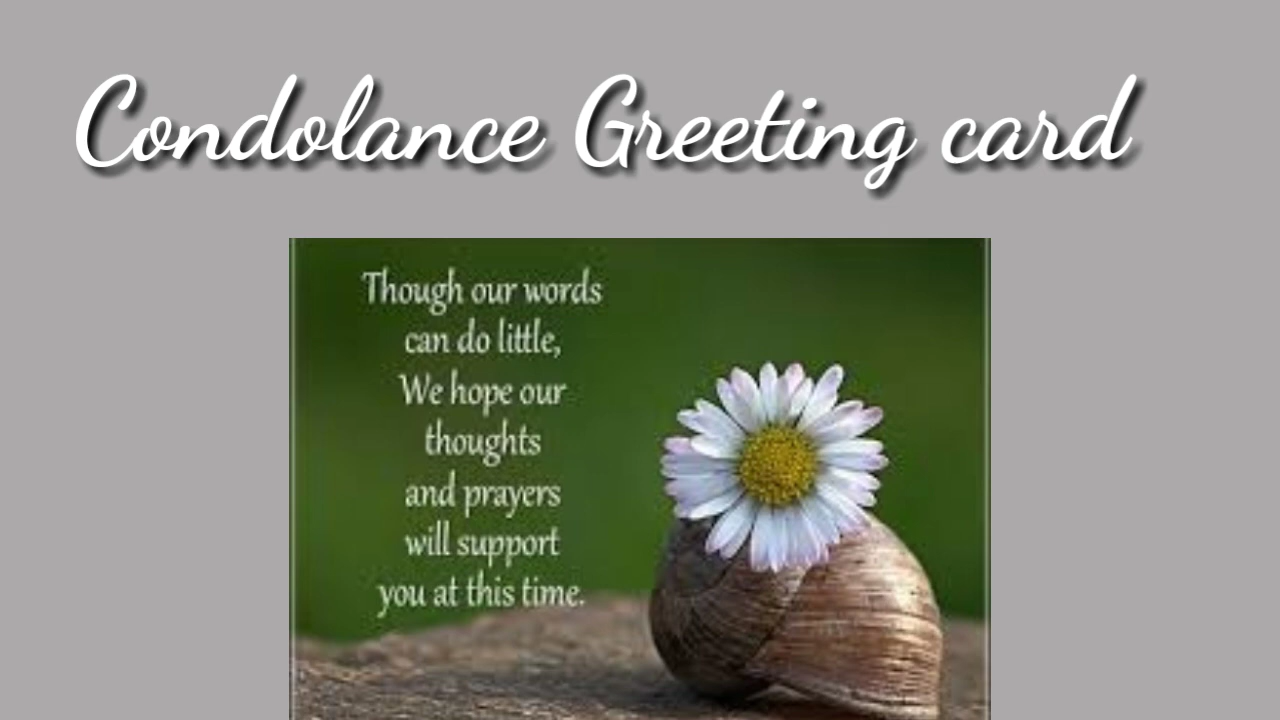 Condolance Greeting card
Though our words
can do little,
We hope our
thoughts
and prayers
will support
you at this time.